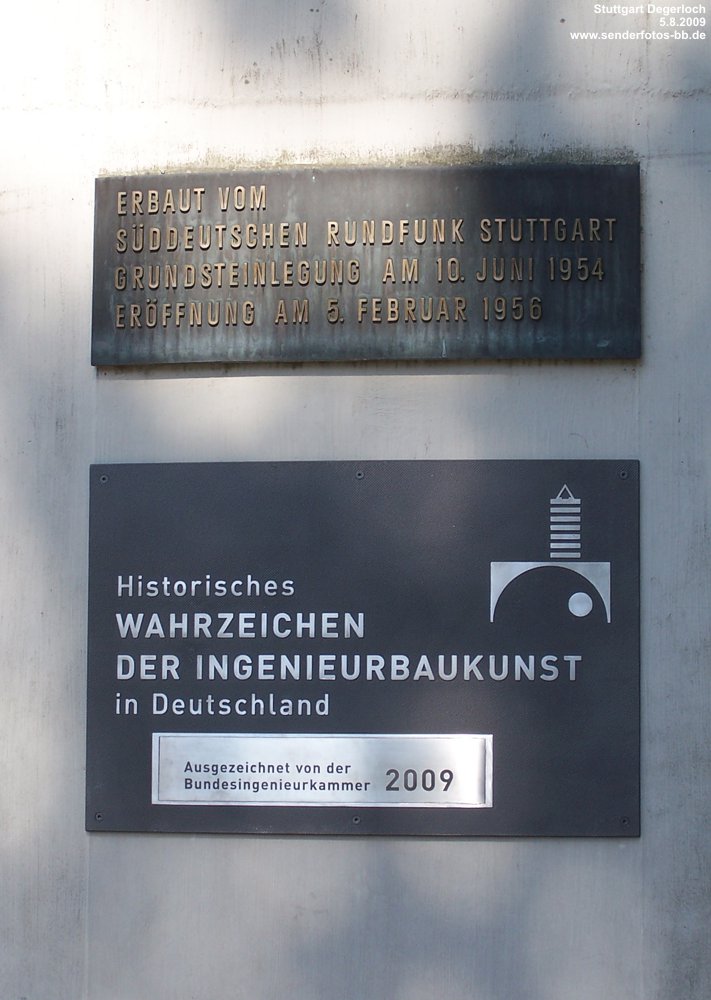 Stuttgart Degerloch
5.8.2009
www.senderfotos-bb.de
ERBAUT VOM
SÜDDEUTSCHEN RUNDFUNK STUTTGART
GRUNDSTEINLEGUNG AM 10. JUNI 1954
ERÖFFNUNG AM 5. FEBRUAR 1956
Historisches
WAHRZEICHEN
DER INGENIEURBAUKUNST
in Deutschland
Ausgezeichnet von der
Bundesingenieurkammer 2009